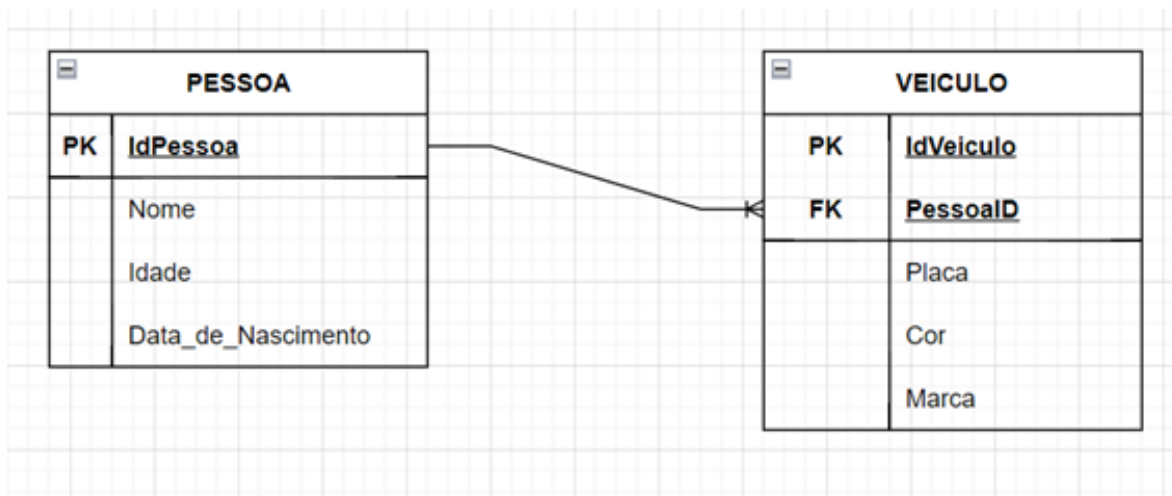 PESSOA
PK IdPessoa
Nome
Idade
Data_de_Nascimento
VEICULO
PK IdVeiculo
FK PessoaID
Placa
Cor
Marca